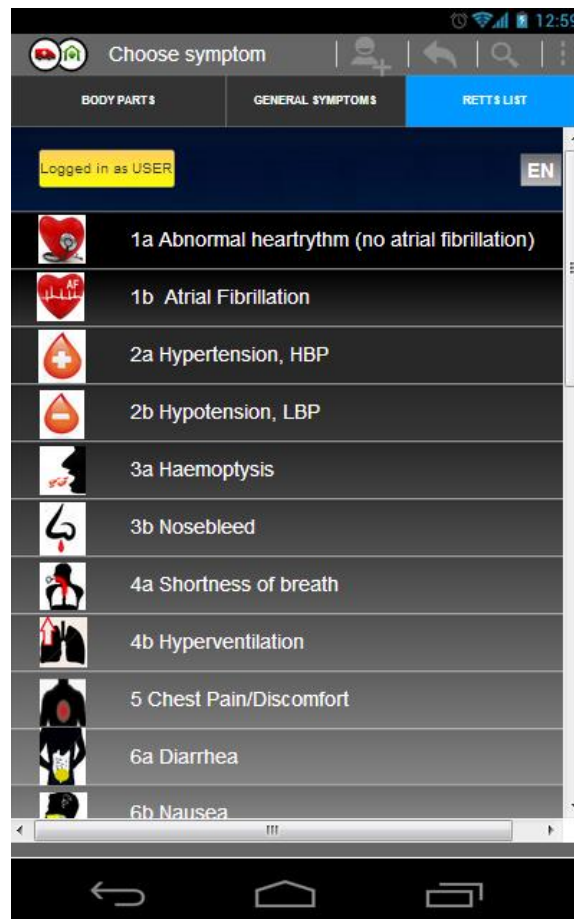 12:59
Choose symptom
BODY PARTS GENERAL SYMPTOMS RETTS LIST
Logged in as USER EN
1a Abnormal heartrythm (no atrial fibrillation)
AF
1b Atrial Fibrillation
2a Hypertension, HBP
2b Hypotension, LBP
3a Haemoptysis
3b Nosebleed
4a Shortness of breath
4b Hyperventilation
5 Chest Pain/Discomfort
6a Diarrhea
6b Nausea